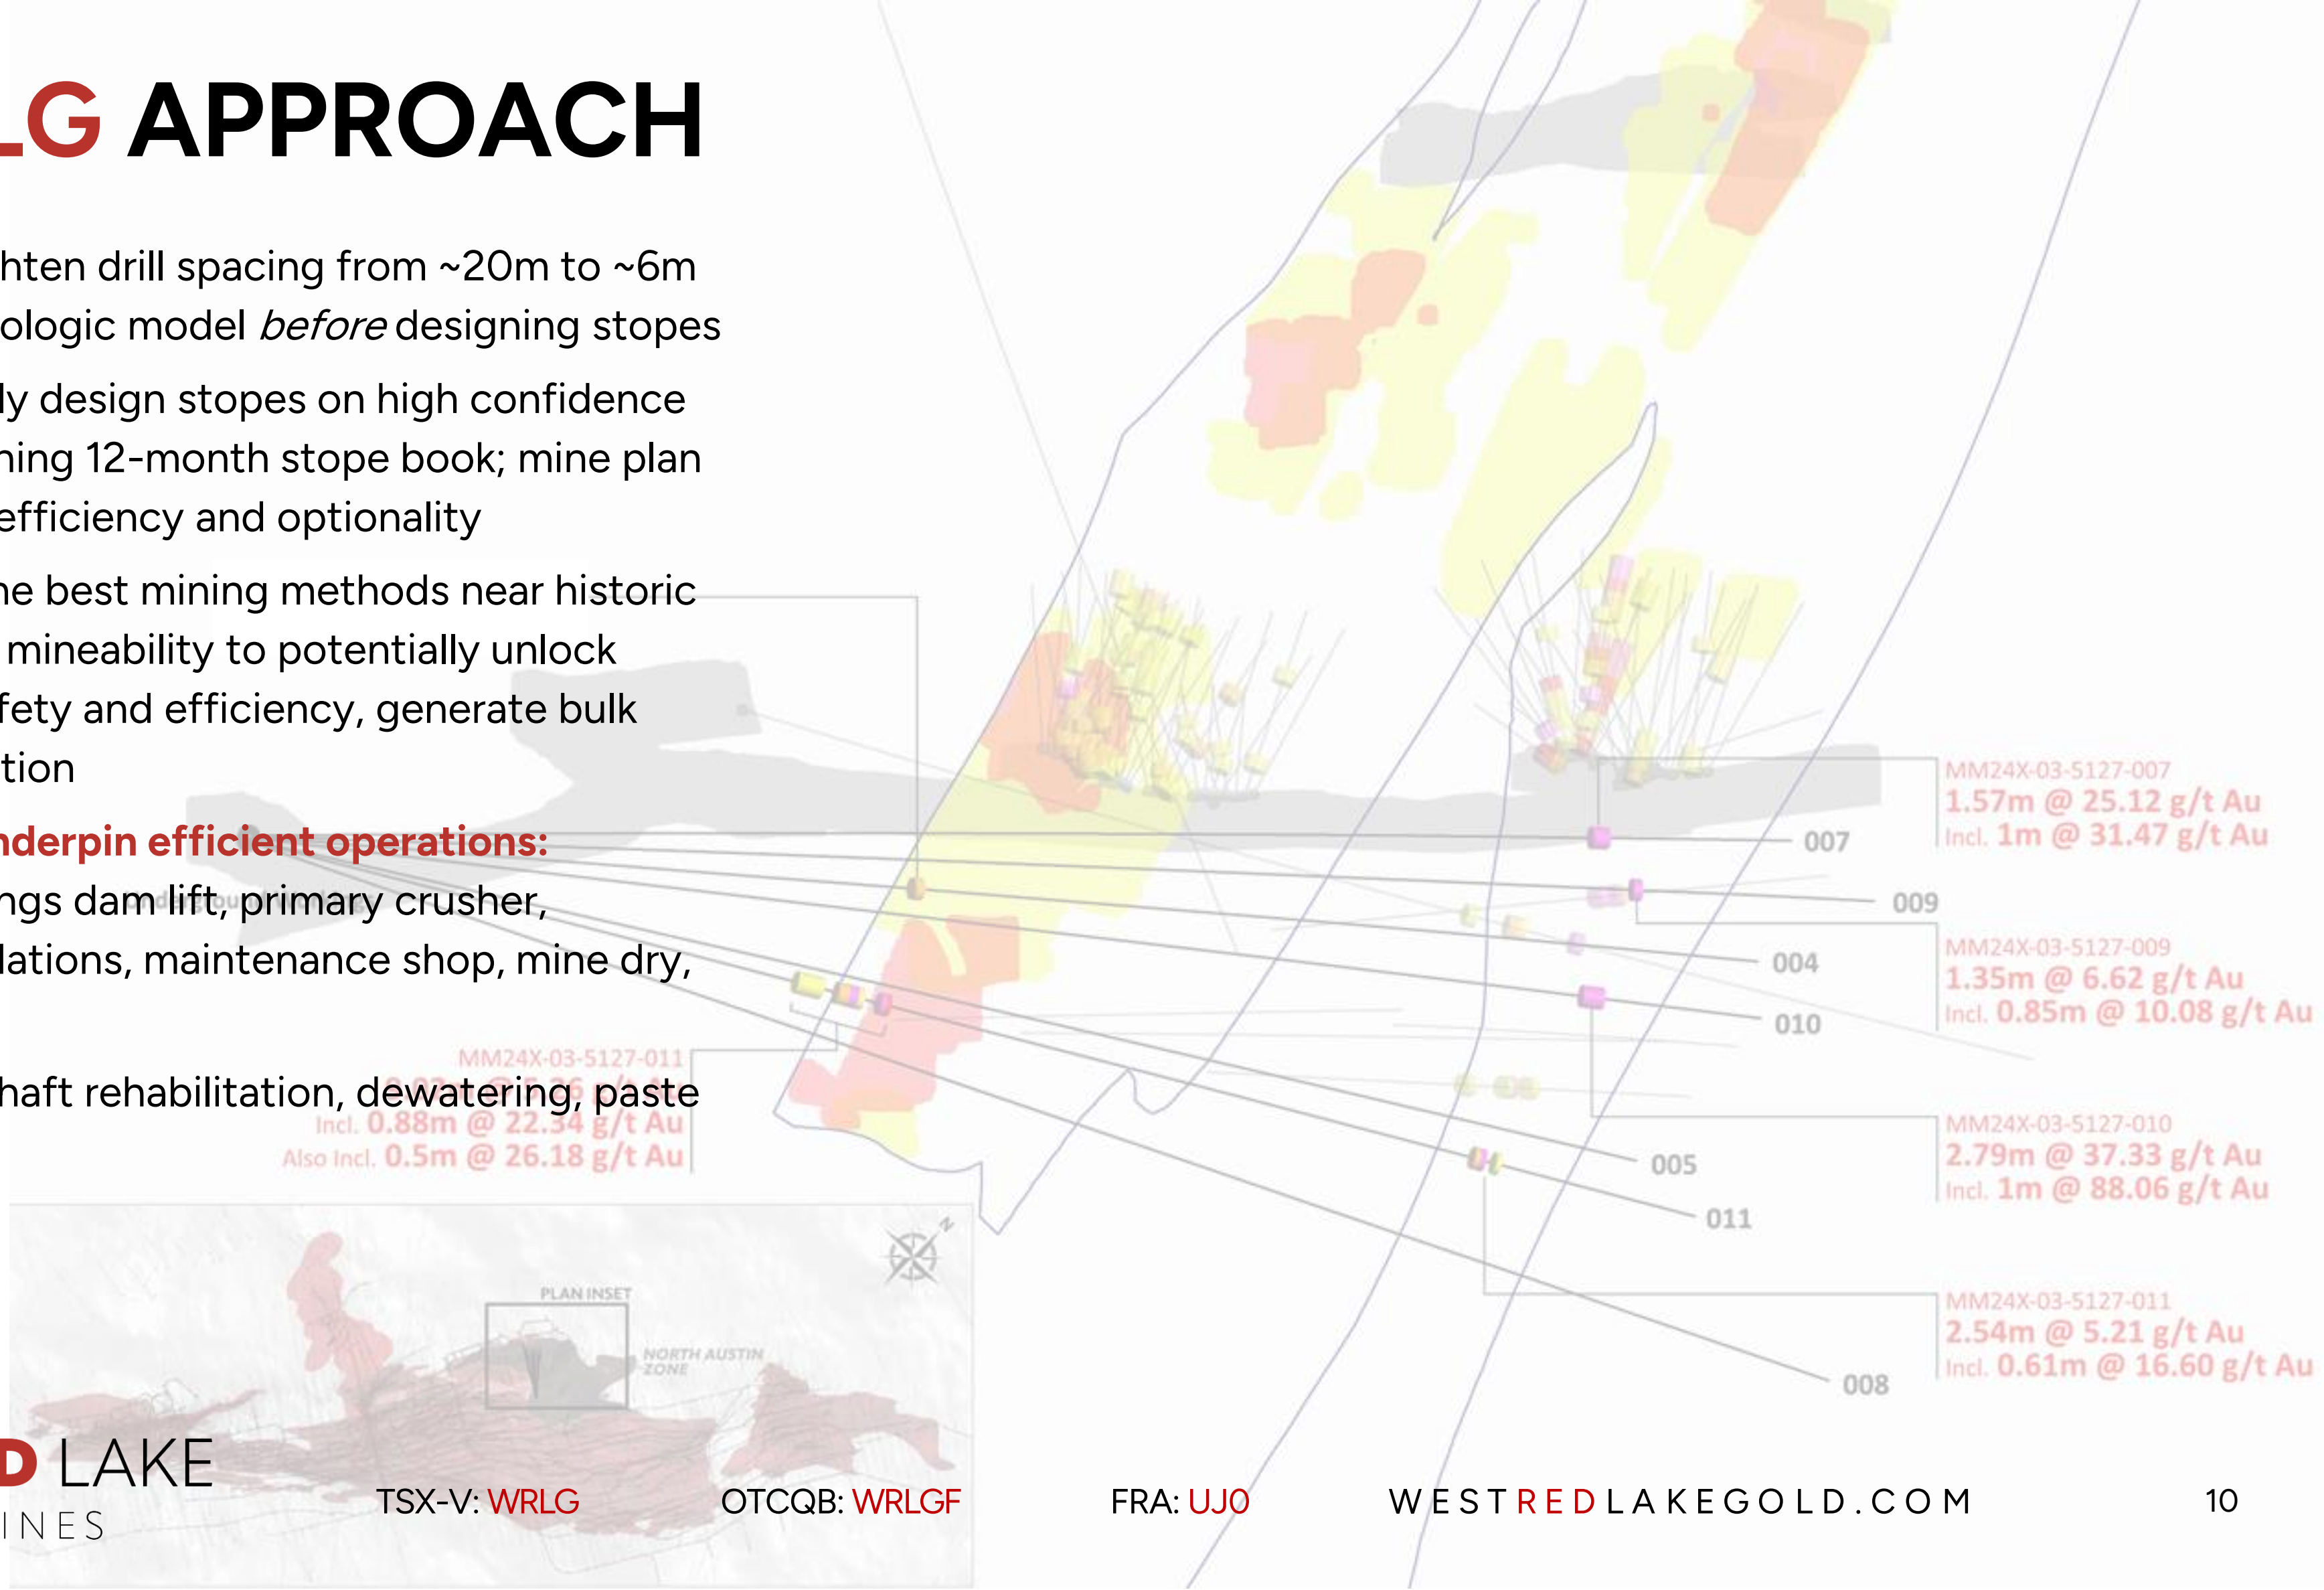 LG APPROACH
hten drill spacing from ~20m to ~6m
ologic model before designing stopes
ly design stopes on high confidence
ning 12-month stope book; mine plan
efficiency and optionality
he best mining methods near historic
mineability to potentially unlock
fety and efficiency, generate bulk
tion
nderpin efficient operations:
ngs dam lift, primary crusher,
lations, maintenance shop, mine dry,
haft rehabilitation, dewatering, paste
Underground Workings
MM24X-03-5127-011
Incl. 0.88m @ 22.34 g/t Au
Also Incl. 0.5m @ 26.18 g/t Au
007
009
004
010
005
011
008
MM24X-03-5127-007
1.57m @ 25.12 g/t Au
Incl. 1m @ 31.47 g/t Au
MM24X-03-5127-009
1.35m @ 6.62 g/t Au
Incl. 0.85m @ 10.08 g/t Au
MM24X-03-5127-010
2.79m @ 37.33 g/t Au
Incl. 1m @ 88.06 g/t Au
MM24X-03-5127-011
2.54m @ 5.21 g/t Au
Incl. 0.61m @ 16.60 g/t Au
N
PLAN INSET
NORTH AUSTIN
ZONE
D LAKE
INES
TSX-V: WRLG
OTCQB: WRLGF
FRA: UJ0
WESTREDLAKEGOLD.COM
10